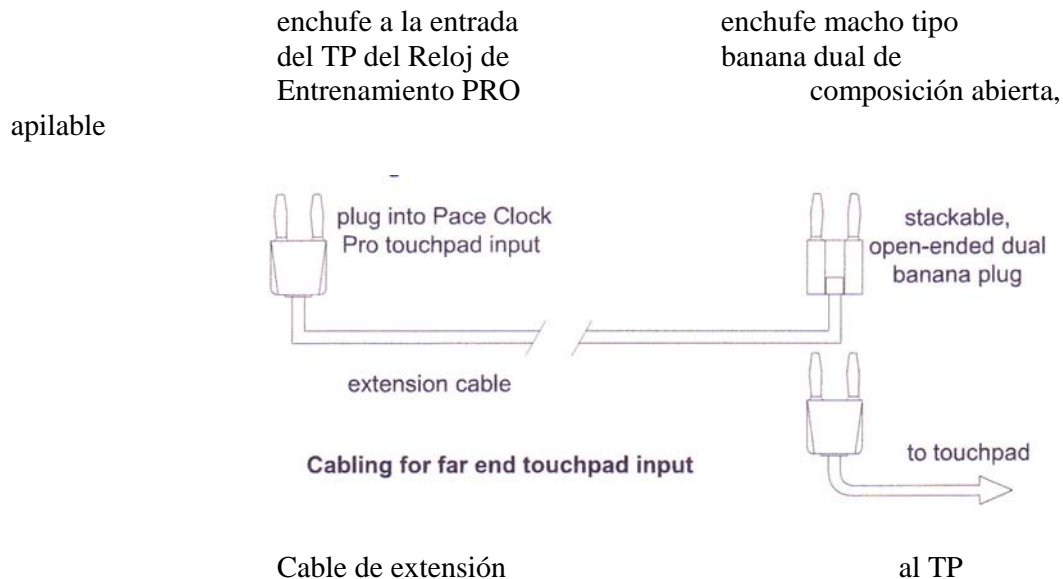 enchufe a la entrada
del TP del Reloj de
Entrenamiento PRO
enchufe macho tipo
banana dual de
composición abierta,
apilable
plug into Pace Clock
Pro touchpad input
stackable,
open-ended dual
banana plug
extension cable
Cabling for far end touchpad input
to touchpad
Cable de extensión
al TP